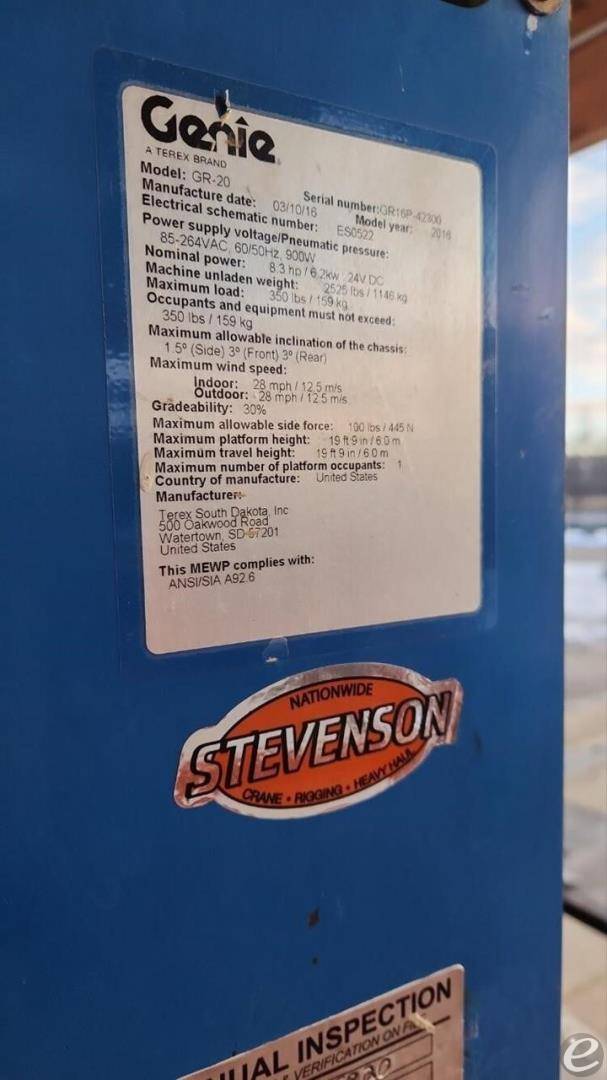 Genie
A TEREX BRAND
Model: GR-20 Serial number: GR16P-42300
Manufacture date: 03/10/16 Model year: 2016
Electrical schematic number: ES0522
Power supply voltage/Pneumatic pressure:
85-264VAC, 60/50Hz, 900W
Nominal power: 8.3 hp / 6.2kw : 24V DC
Machine unladen weight: 2525 lbs / 1146 kg
Maximum load: 350 lbs / 159 kg
Occupants and equipment must not exceed:
350 lbs / 159 kg
Maximum allowable inclination of the chassis:
1.5° (Side) 3° (Front) 3° (Rear)
Maximum wind speed:
Indoor: 28 mph / 12.5 m/s
Outdoor: 28 mph / 12.5 m/s
Gradeability: 30%
Maximum allowable side force: 100 lbs / 445 N
Maximum platform height: 19 ft 9 in / 6.0 m
Maximum travel height: 19 ft 9 in / 6.0 m
Maximum number of platform occupants: 1
Country of manufacture: United States
Manufacturer:
Terex South Dakota, Inc
500 Oakwood Road
Watertown, SD 57201
United States
This MEWP complies with:
ANSI/SIA A92.6
NATIONWIDE
STEVENSON
CRANE • RIGGING • HEAVY HAUL
INSPECTION
VERIFICATION ON
e